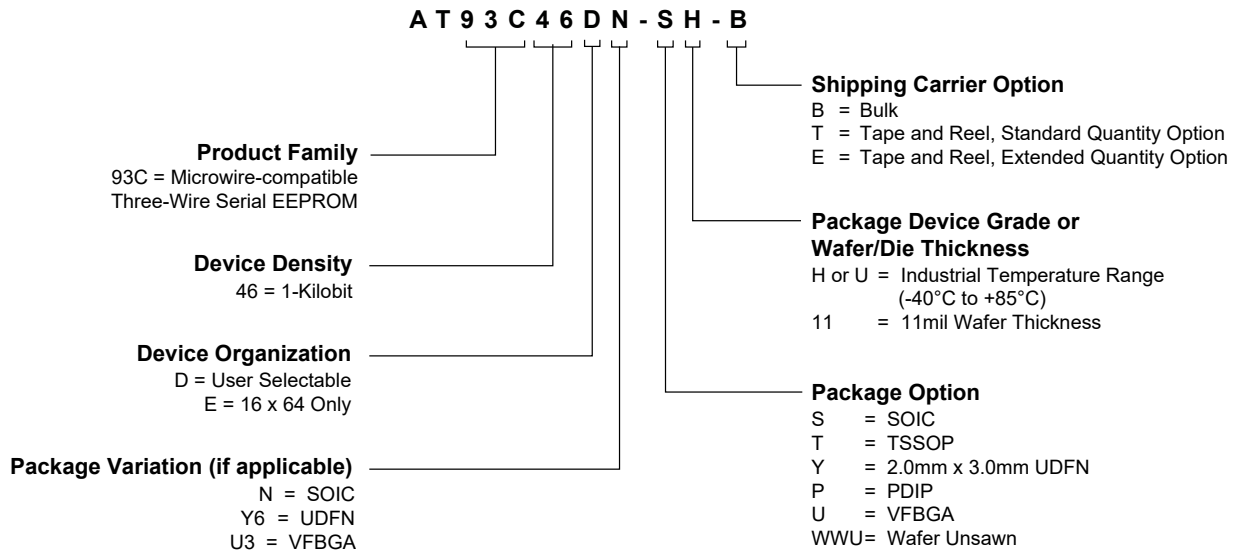 AT93C46DN-SH-B
Product Family
93C = Microwire-compatible
Three-Wire Serial EEPROM
Device Density
46 = 1-Kilobit
Device Organization
D = User Selectable
E = 16 x 64 Only
Package Variation (if applicable)
N = SOIC
Y6 = UDFN
U3 = VFBGA
Shipping Carrier Option
B = Bulk
T = Tape and Reel, Standard Quantity Option
E = Tape and Reel, Extended Quantity Option
Package Device Grade or
Wafer/Die Thickness
H or U = Industrial Temperature Range
(-40°C to +85°C)
11 = 11mil Wafer Thickness
Package Option
S = SOIC
T = TSSOP
Y = 2.0mm x 3.0mm UDFN
P = PDIP
U = VFBGA
WWU= Wafer Unsawn